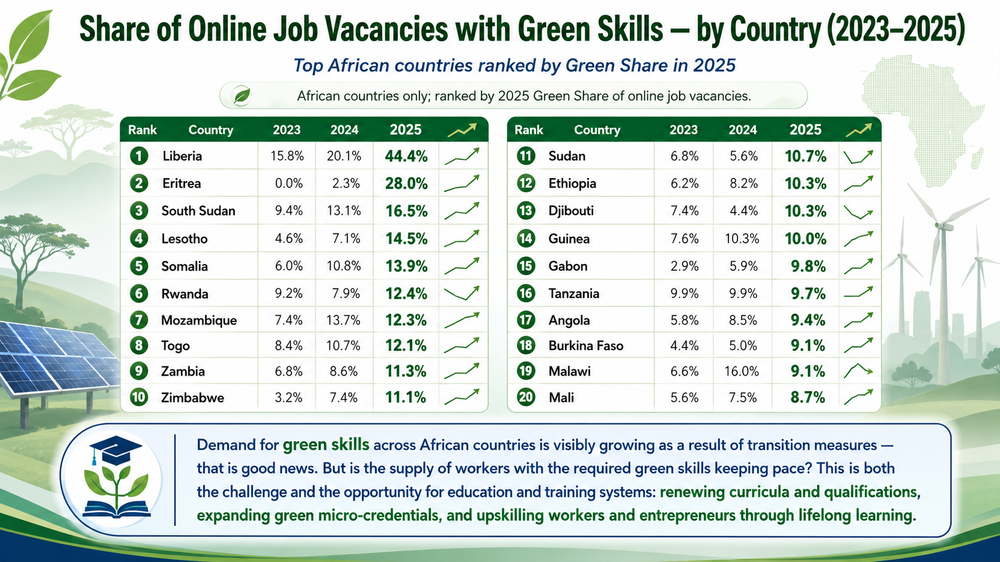 Share of Online Job Vacancies with Green Skills — by Country (2023–2025)
Top African countries ranked by Green Share in 2025
African countries only; ranked by 2025 Green Share of online job vacancies.
Rank Country 2023 2024 2025
1 Liberia 15.8% 20.1% 44.4%
2 Eritrea 0.0% 2.3% 28.0%
3 South Sudan 9.4% 13.1% 16.5%
4 Lesotho 4.6% 7.1% 14.5%
5 Somalia 6.0% 10.8% 13.9%
6 Rwanda 9.2% 7.9% 12.4%
7 Mozambique 7.4% 13.7% 12.3%
8 Togo 8.4% 10.7% 12.1%
9 Zambia 6.8% 8.6% 11.3%
10 Zimbabwe 3.2% 7.4% 11.1%
Rank Country 2023 2024 2025
11 Sudan 6.8% 5.6% 10.7%
12 Ethiopia 6.2% 8.2% 10.3%
13 Djibouti 7.4% 4.4% 10.3%
14 Guinea 7.6% 10.3% 10.0%
15 Gabon 2.9% 5.9% 9.8%
16 Tanzania 9.9% 9.9% 9.7%
17 Angola 5.8% 8.5% 9.4%
18 Burkina Faso 4.4% 5.0% 9.1%
19 Malawi 6.6% 16.0% 9.1%
20 Mali 5.6% 7.5% 8.7%
Demand for green skills across African countries is visibly growing as a result of transition measures —
that is good news. But is the supply of workers with the required green skills keeping pace? This is both
the challenge and the opportunity for education and training systems: renewing curricula and qualifications,
expanding green micro-credentials, and upskilling workers and entrepreneurs through lifelong learning.